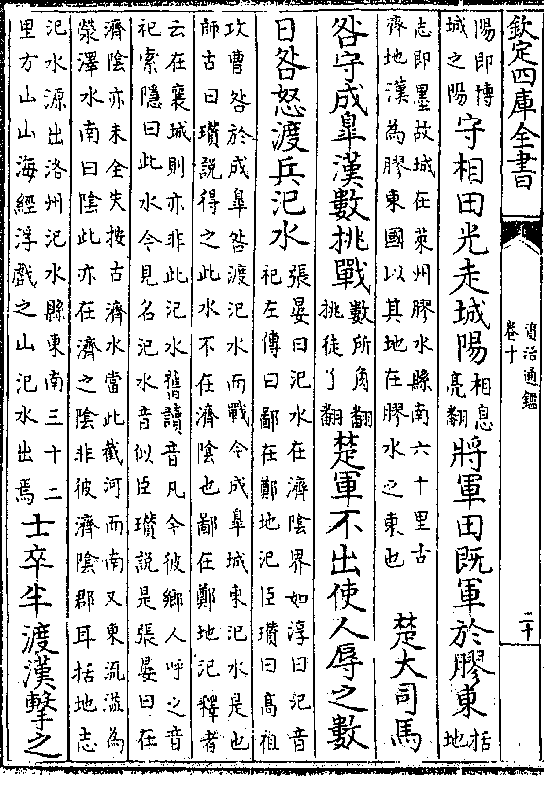 欽定四庫全書
資治通鑑
卷十
二十
陽即博
城之陽
守相田光走城陽
相息
亮翻
將軍田既軍於膠東
括
地
志即墨故城在萊州膠水縣南六十里古
齊地漢為膠東國以其地在膠水之東也
楚大司馬
咎守成臯漢數挑戰
數所角翻
挑徒了翻
楚軍不出使人辱之數
日咎怒渡兵汜水
張晏曰汜水在濟陰界如淳曰汜音
祀左傳曰鄙在鄭地汜臣瓚曰高祖
攻曹咎於成臯咎渡汜水而戰今成臯城東汜水是也
師古曰瓚説得之此水不在濟陰也鄙在鄭地汜釋者
云在襄城則亦非此汜水舊讀音凡今彼鄉人呼之音
祀索隱曰此水今見名汜水音似臣瓚説是張晏曰在
濟陰亦未全失按古濟水當此截河而南又東流溢為
滎澤水南曰陰此亦在濟之陰非彼濟陰郡耳括地志
汜水源出洛州汜水縣東南三十二
里方山山海經浮戲之山汜水出焉
士卒半渡漢擊之